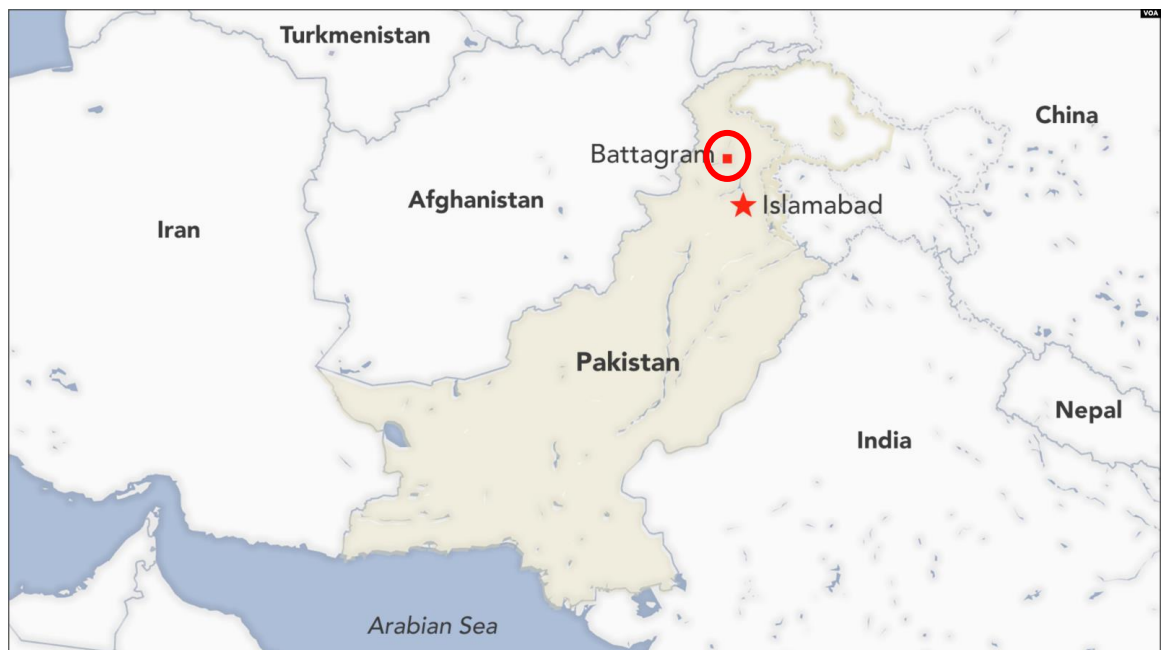 VOA
Turkmenistan
China
Battagram
Afghanistan
Islamabad
Iran
Pakistan
Nepal
India
Arabian Sea